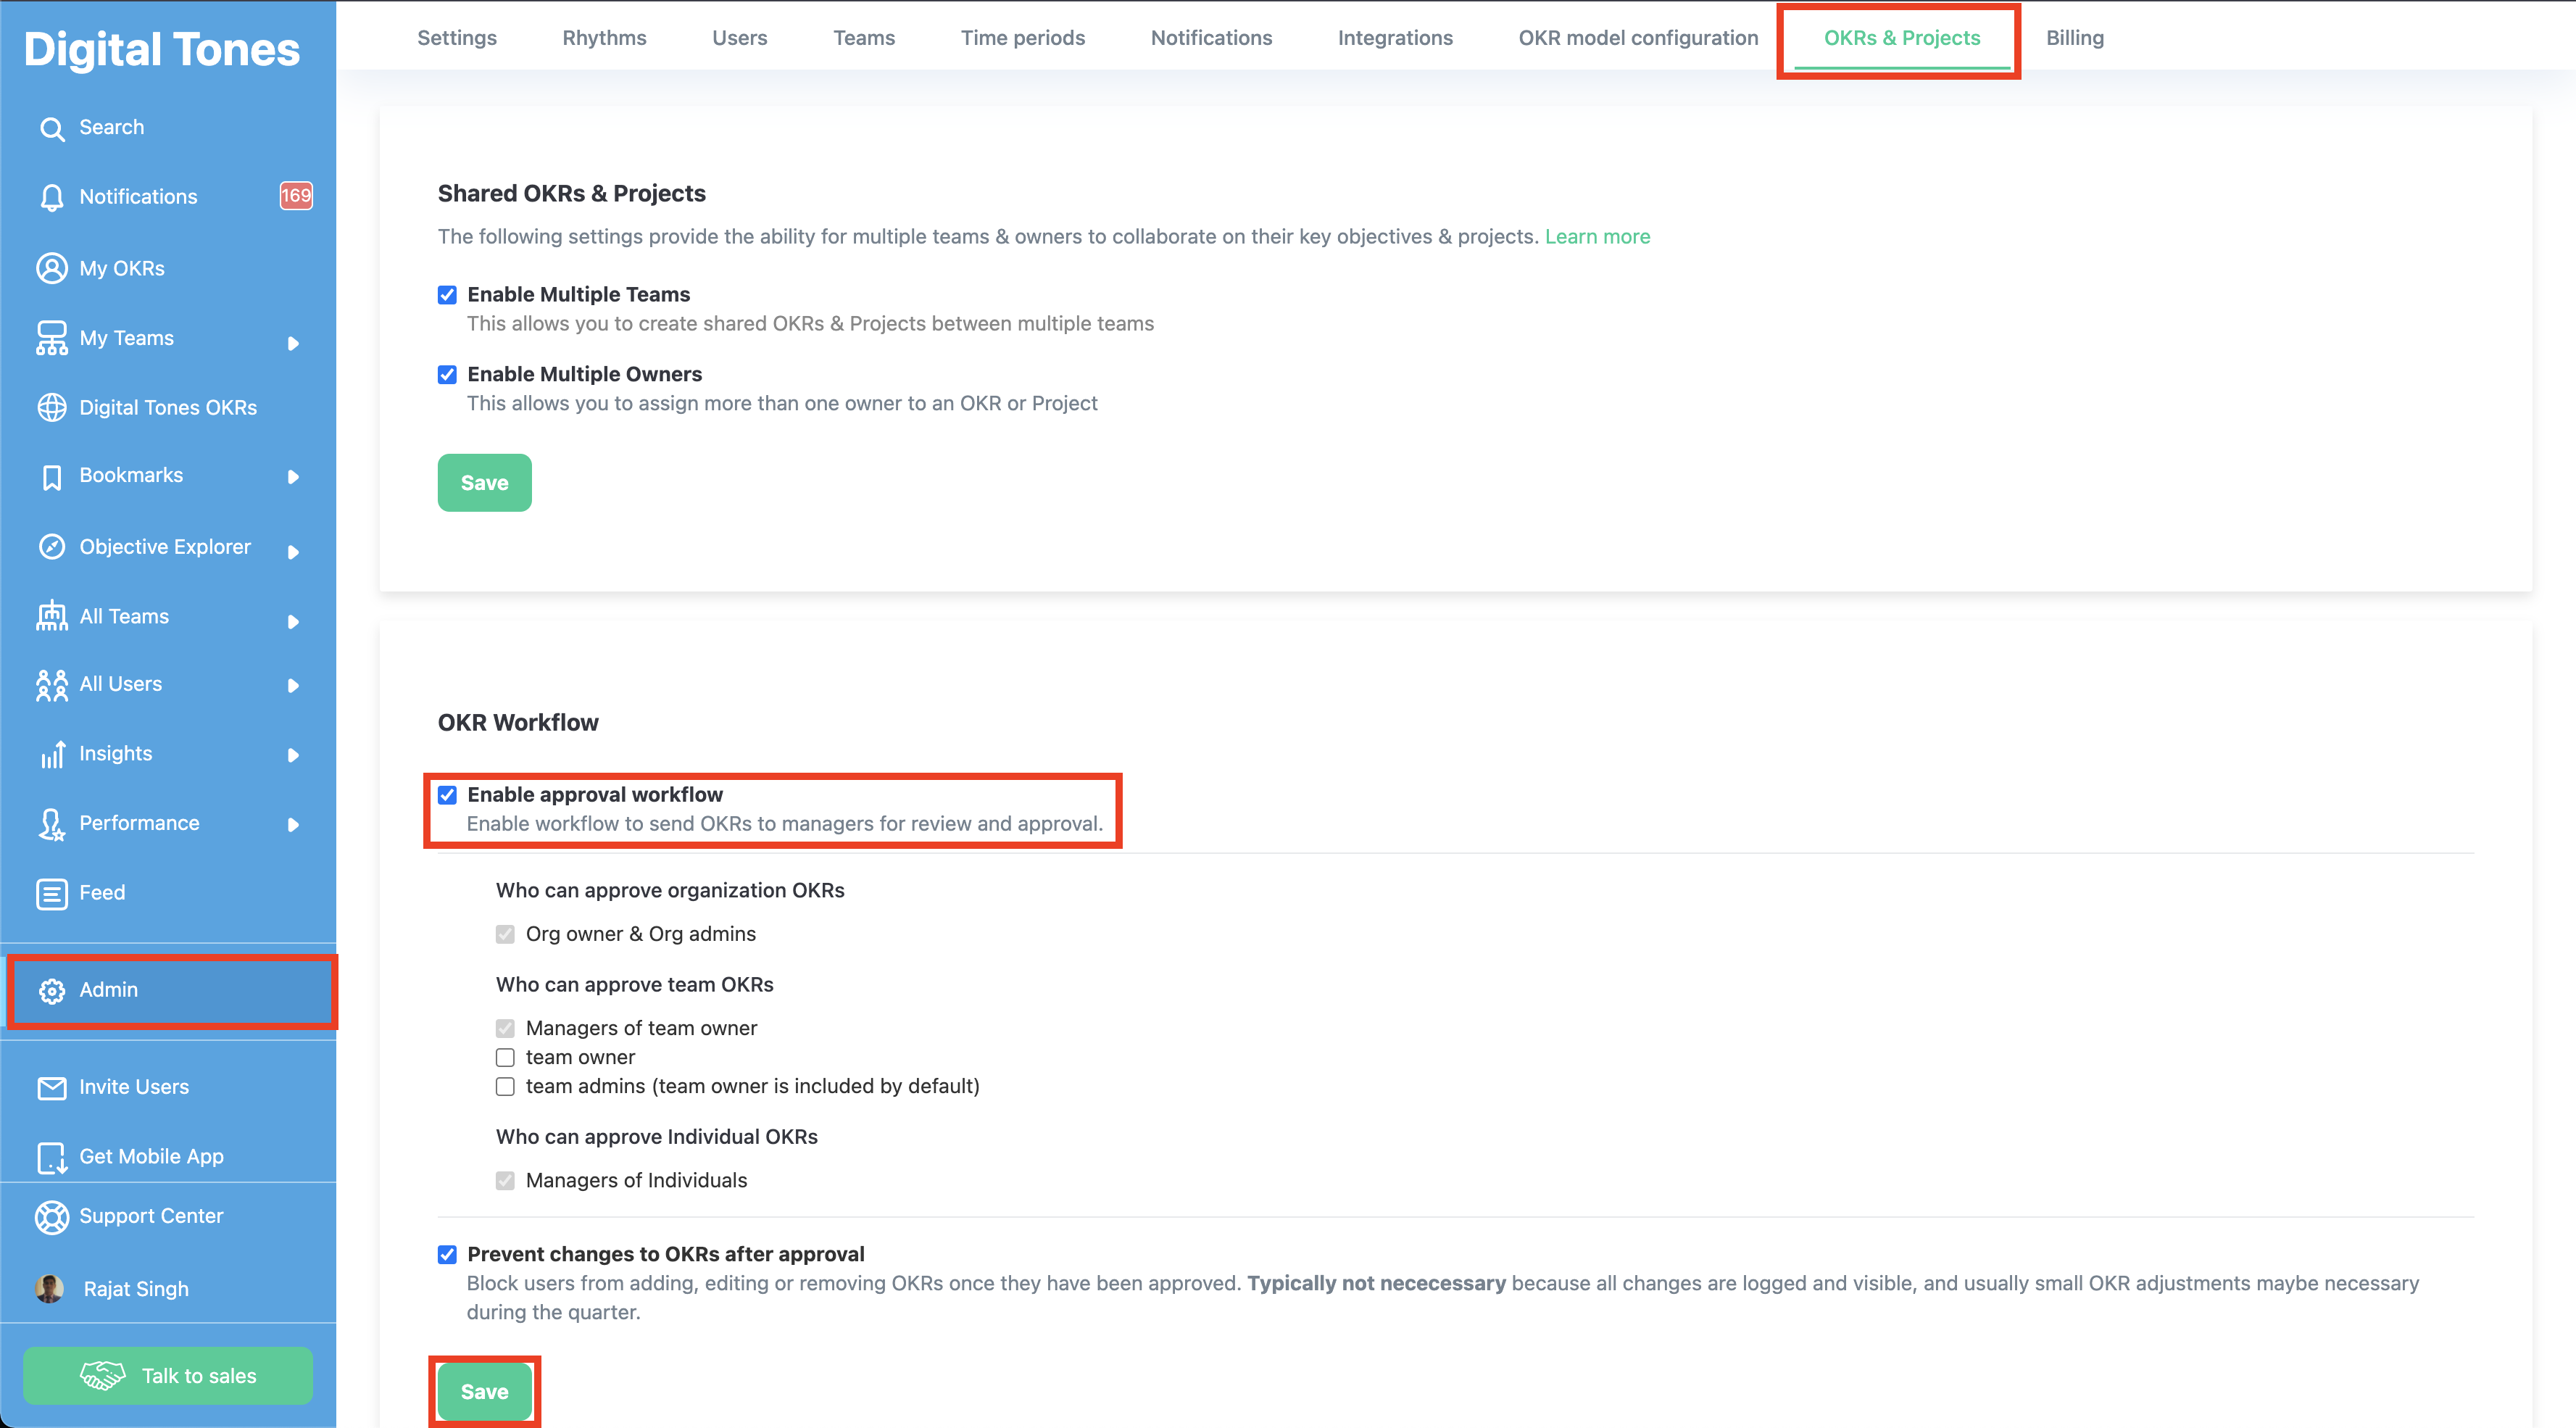 Digital Tones
Search
Notifications 169
My OKRs
My Teams
Digital Tones OKRs
Bookmarks
Objective Explorer
All Teams
All Users
Insights
Performance
Feed
Admin
Invite Users
Get Mobile App
Support Center
Rajat Singh
Talk to sales
Settings Rhythms Users Teams Time periods Notifications Integrations OKR model configuration OKRs & Projects Billing
Shared OKRs & Projects
The following settings provide the ability for multiple teams & owners to collaborate on their key objectives & projects. Learn more
Enable Multiple Teams
This allows you to create shared OKRs & Projects between multiple teams
Enable Multiple Owners
This allows you to assign more than one owner to an OKR or Project
Save
OKR Workflow
Enable approval workflow
Enable workflow to send OKRs to managers for review and approval.
Who can approve organization OKRs
Org owner & Org admins
Who can approve team OKRs
Managers of team owner
team owner
team admins (team owner is included by default)
Who can approve Individual OKRs
Managers of Individuals
Prevent changes to OKRs after approval
Block users from adding, editing or removing OKRs once they have been approved. Typically not nececessary because all changes are logged and visible, and usually small OKR adjustments maybe necessary
during the quarter.
Save